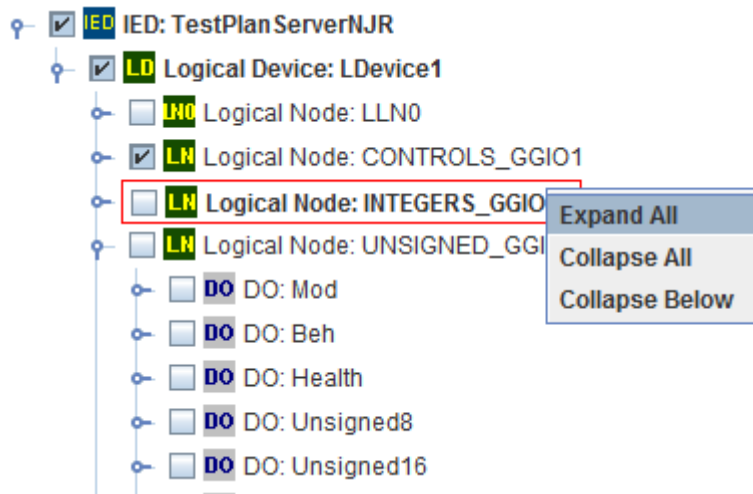 IED IED: TestPlanServerNJR
LD Logical Device: LDevice1
LN0 Logical Node: LLN0
LN Logical Node: CONTROLS_GGIO1
LN Logical Node: INTEGERS_GGIO
Expand All
LN Logical Node: UNSIGNED_GGI
Collapse All
DO DO: Mod
Collapse Below
DO DO: Beh
DO DO: Health
DO DO: Unsigned8
DO DO: Unsigned16